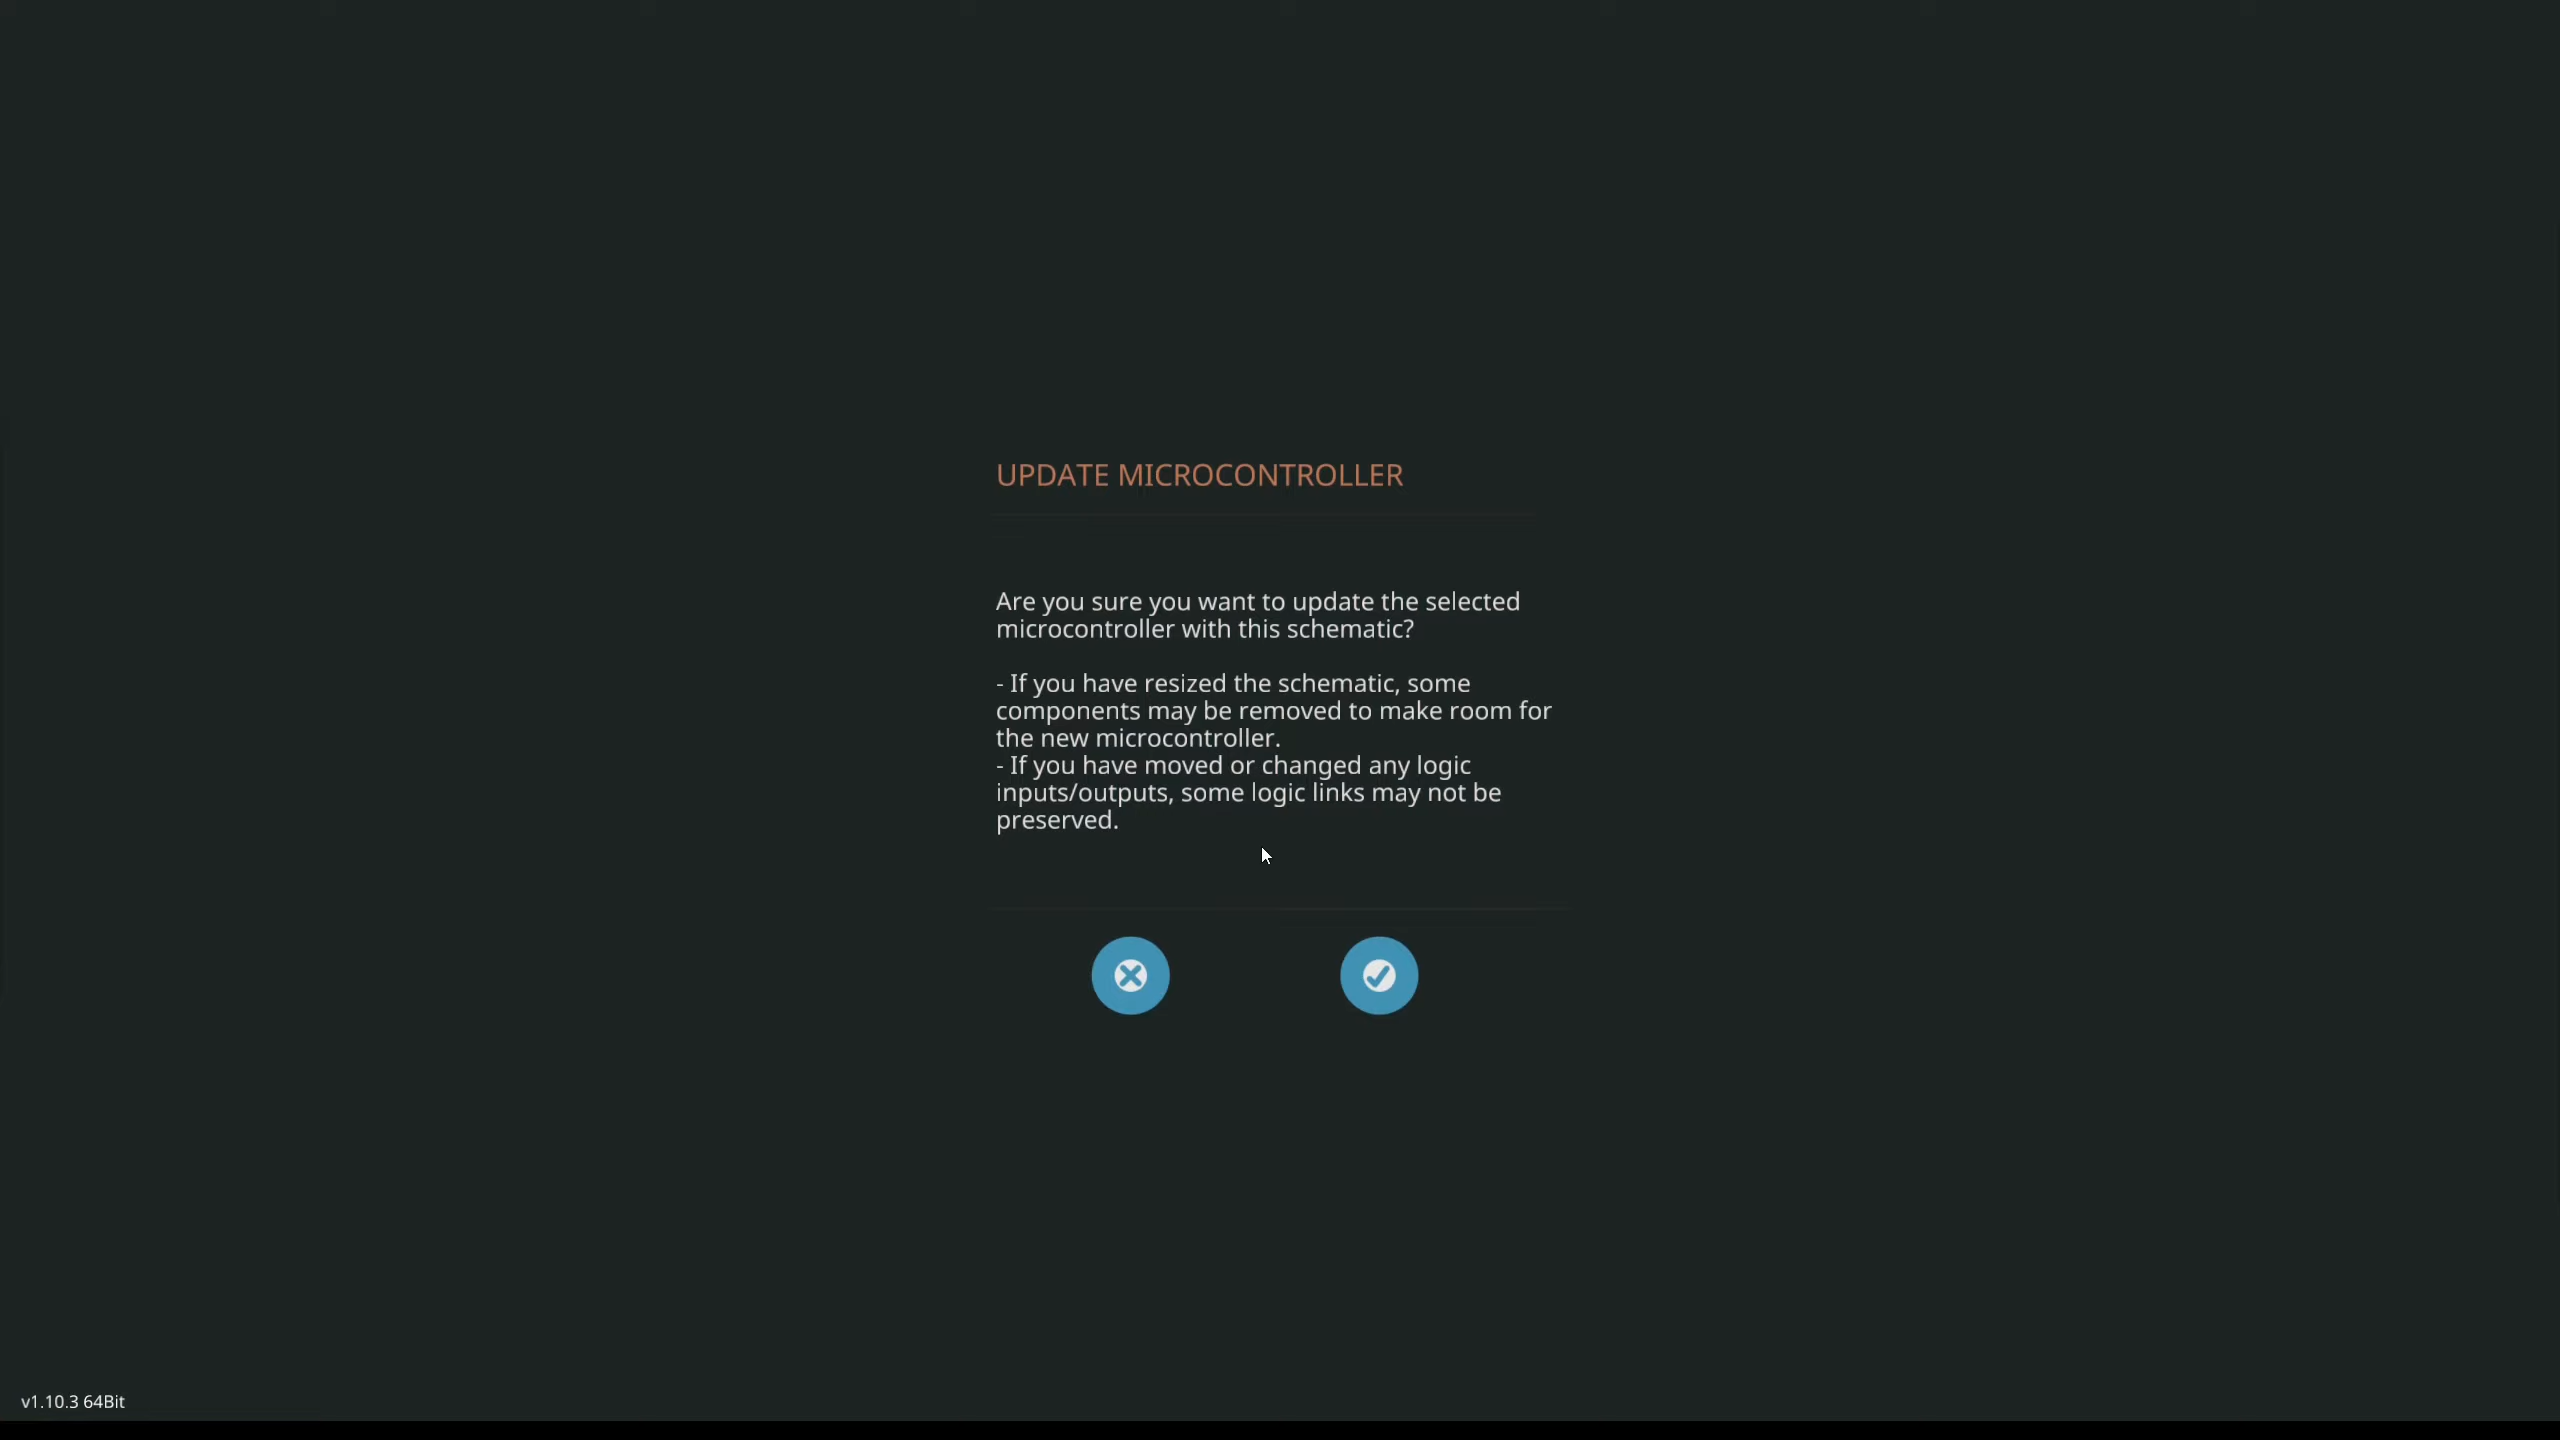 UPDATE MICROCONTROLLER
Are you sure you want to update the selected
microcontroller with this schematic?
- If you have resized the schematic, some
components may be removed to make room for
the new microcontroller.
- If you have moved or changed any logic
inputs/outputs, some logic links may not be
preserved.
v1.10.3 64Bit